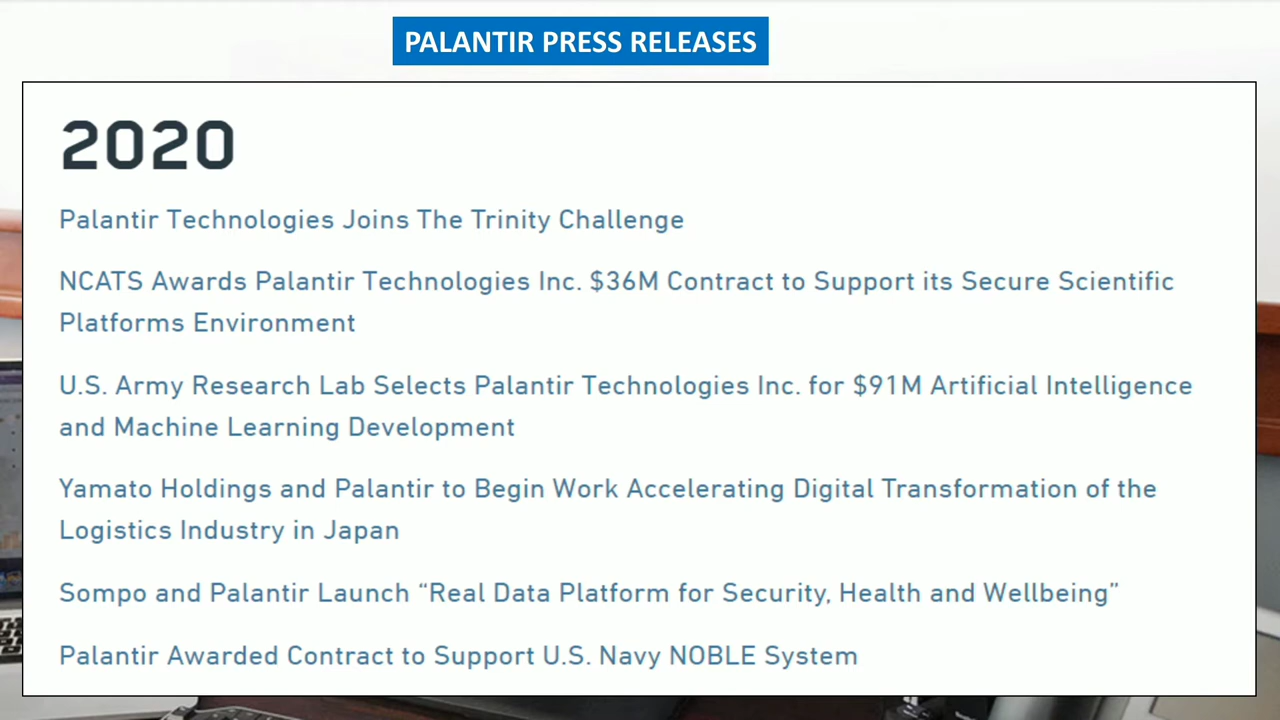 PALANTIR PRESS RELEASES
2020
Palantir Technologies Joins The Trinity Challenge
NCATS Awards Palantir Technologies Inc. $36M Contract to Support its Secure Scientific
Platforms Environment
U.S. Army Research Lab Selects Palantir Technologies Inc. for $91M Artificial Intelligence
and Machine Learning Development
Yamato Holdings and Palantir to Begin Work Accelerating Digital Transformation of the
Logistics Industry in Japan
Sompo and Palantir Launch “Real Data Platform for Security, Health and Wellbeing”
Palantir Awarded Contract to Support U.S. Navy NOBLE System